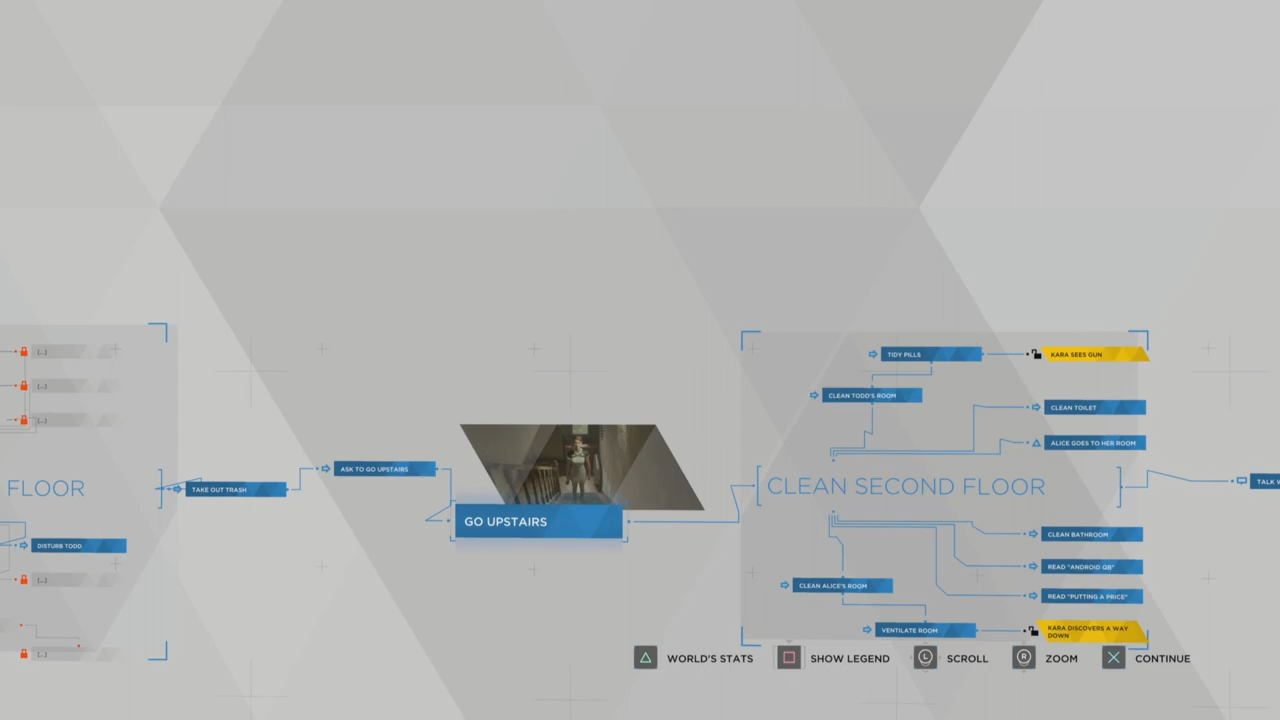 [...]
[...]
[...]
FLOOR
TAKE OUT TRASH
DISTURB TODD
[...]
[...]
ASK TO GO UPSTAIRS
GO UPSTAIRS
TIDY PILLS
KARA SEES GUN
CLEAN TODD'S ROOM
CLEAN TOILET
ALICE GOES TO HER ROOM
CLEAN SECOND FLOOR
CLEAN BATHROOM
READ "ANDROID QB"
CLEAN ALICE'S ROOM
READ "PUTTING A PRICE"
VENTILATE ROOM
KARA DISCOVERS A WAY
DOWN
TALK
WORLD'S STATS
SHOW LEGEND
L
SCROLL
R
ZOOM
CONTINUE